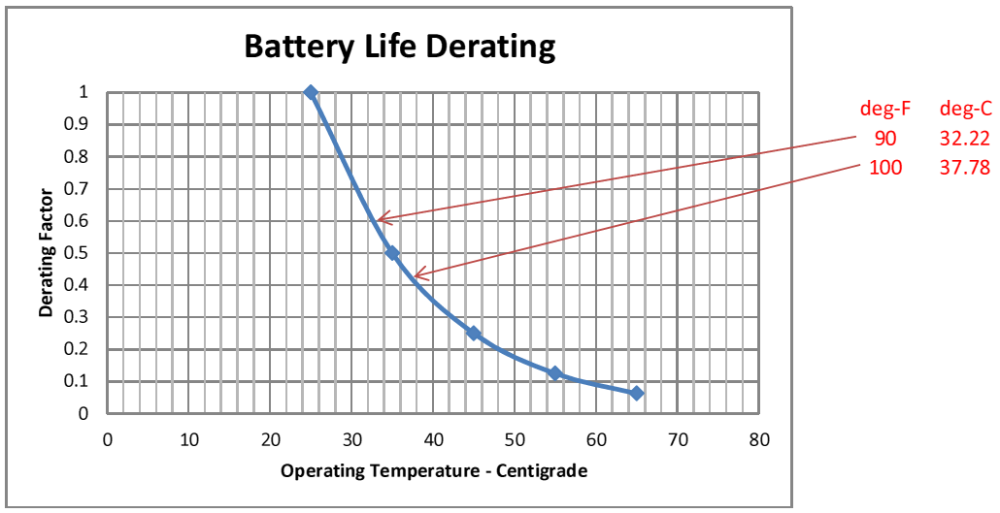 Battery Life Derating
1
0.9
0.8
0.7
0.6
0.5
0.4
0.3
0.2
0.1
0
Derating Factor
0 10 20 30 40 50 60 70 80
Operating Temperature - Centigrade
deg-F deg-C
90 32.22
100 37.78